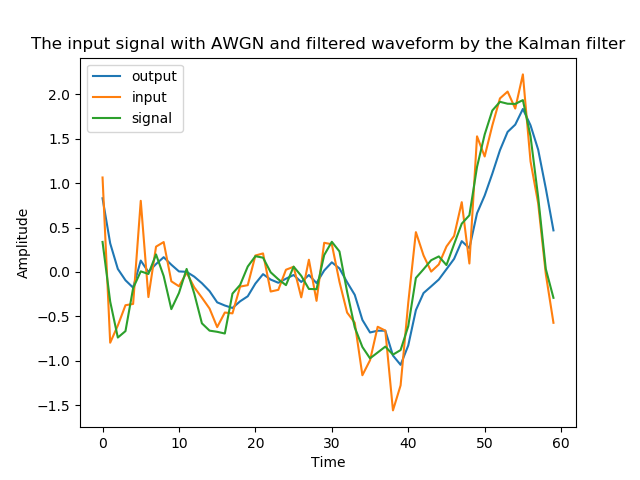 The input signal with AWGN and filtered waveform by the Kalman filter
output
input
signal
Amplitude
2.0
1.5
1.0
0.5
0.0
−0.5
−1.0
−1.5
0 10 20 30 40 50 60
Time